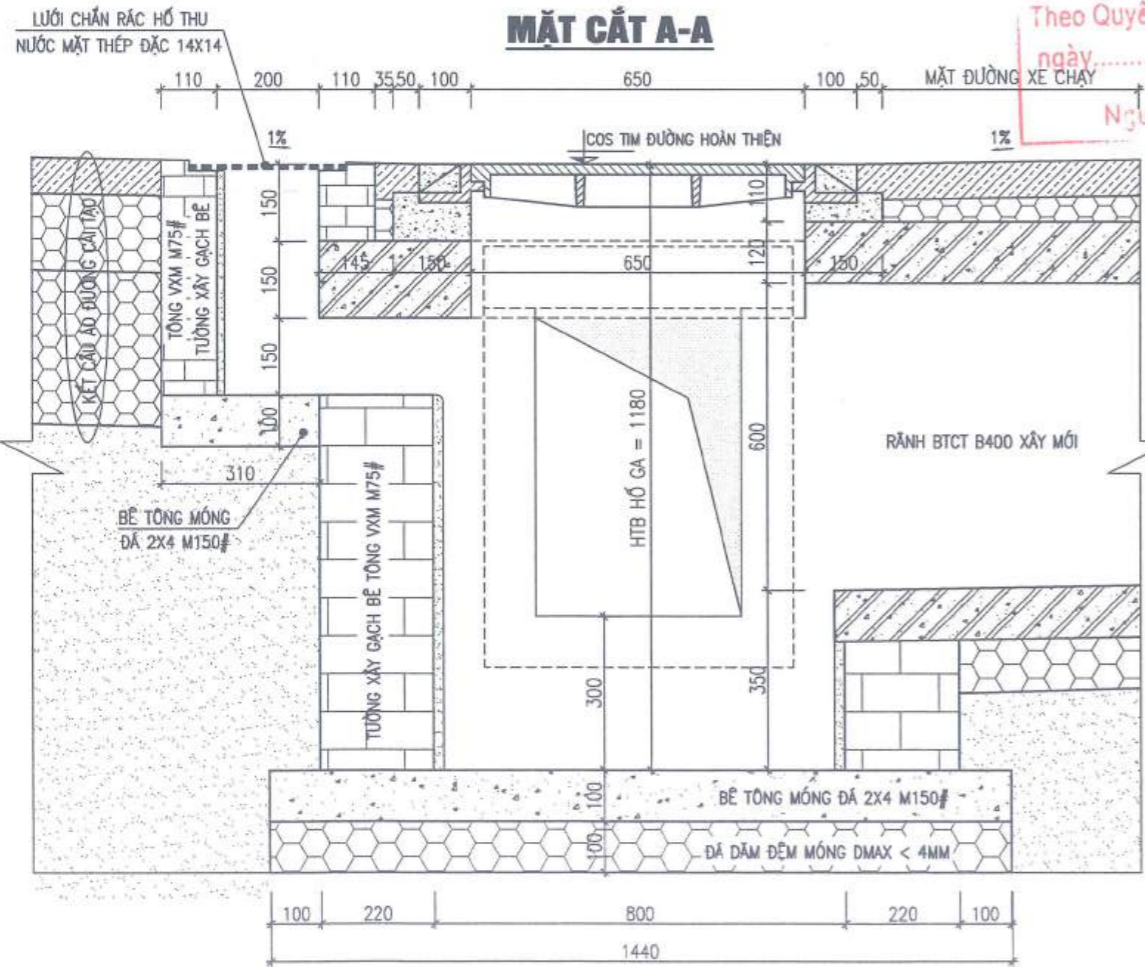 LƯỚI CHẮN RÁC HỐ THU
NƯỚC MẶT THÉP ĐẶC 14X14
MẶT CẮT A-A
Theo Quyế
ngày........
110 200 110 35 50 100 650 100 50 MẶT ĐƯỜNG XE CHẠY
1%
COS TIM ĐƯỜNG HOÀN THIỆN
1%
KẾT CẤU ÁO ĐƯỜNG CẢI TẠO
TÔNG VXM M75#
TƯỜNG XÂY GẠCH BÊ
150
150
150
100
145 150 650 150
110
120
600
350
HTB HỐ GA = 1180
RÃNH BTCT B400 XÂY MỚI
310
BÊ TÔNG MÓNG
ĐÁ 2X4 M150#
TƯỜNG XÂY GẠCH BÊ TÔNG VXM M75#
300
100
BÊ TÔNG MÓNG ĐÁ 2X4 M150#
100
ĐÁ DĂM ĐỆM MÓNG DMAX < 4MM
100 220 800 220 100
1440